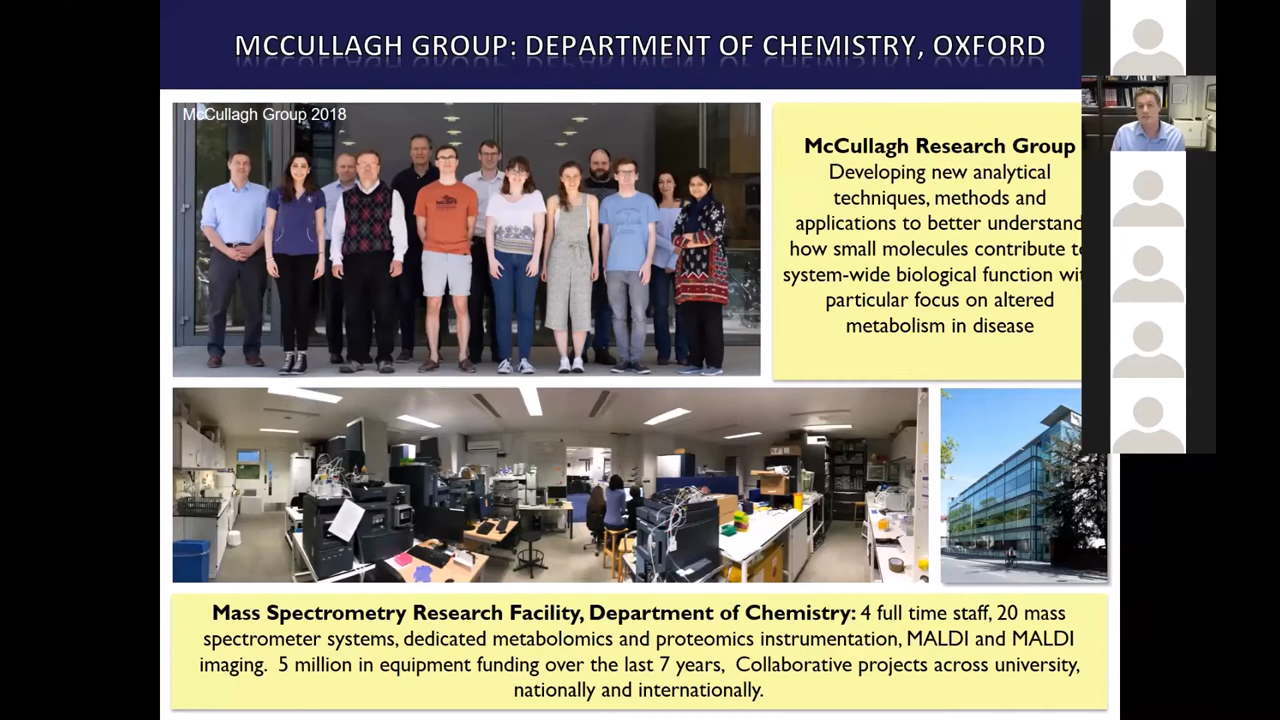 MCCULLAGH GROUP: DEPARTMENT OF CHEMISTRY, OXFORD
McCullagh Group 2018
McCullagh Research Group
Developing new analytical
techniques, methods and
applications to better understand
how small molecules contribute
system-wide biological function
particular focus on altered
metabolism in disease
Mass Spectrometry Research Facility, Department of Chemistry: 4 full time staff, 20 mass
spectrometer systems, dedicated metabolomics and proteomics instrumentation, MALDI and MALDI
imaging. 5 million in equipment funding over the last 7 years, Collaborative projects across university,
nationally and internationally.